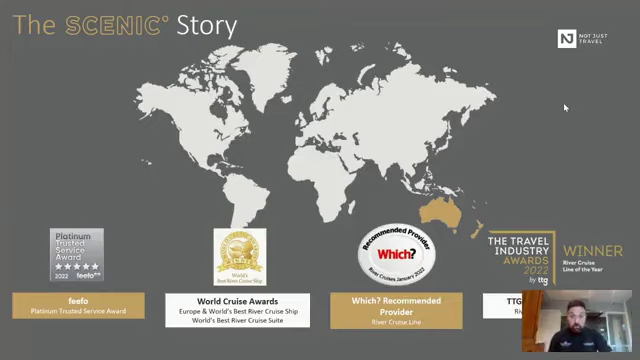 The SCENIC® Story
NJ
NOT JUST
TRAVEL
Platinum
Trusted
Service
Award
2022 feefo
World's
Best River Cruise Ship
Recommended Provider
Which?
River Cruises January 2022
THE TRAVEL
INDUSTRY
AWARDS
2022
by ttg
WINNER
River Cruise
Line of the Year
feefo
Platinum Trusted Service Award
World Cruise Awards
Europe & World's Best River Cruise Ship
World's Best River Cruise Suite
Which? Recommended
Provider
River Cruise Line
TTG